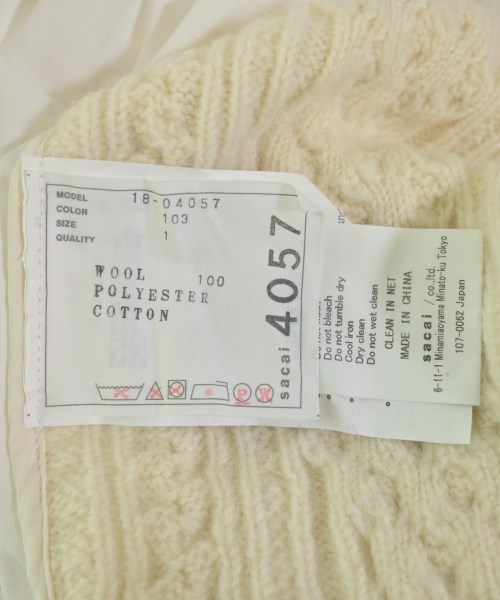 MODEL 18-04057
COLOR 103
SIZE 1
QUALITY
WOOL 100
POLYESTER
COTTON
P W
sacai 4057
Do not bleach
Do not tumble dry
Cool iron
Dry clean
Do not wet clean
CLEAN IN NET
MADE IN CHINA
sacai / co.ltd.
6-11-1 Minamiaoyama Minato-ku Tokyo
107-0062 Japan